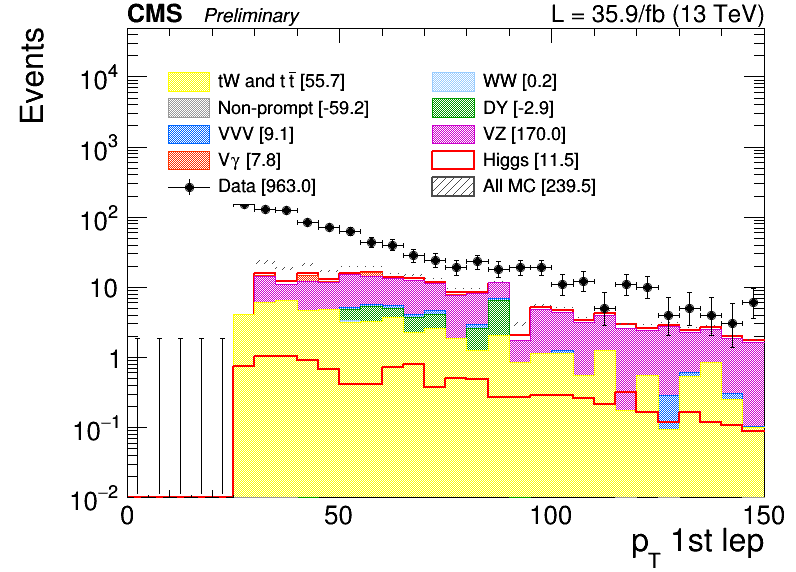 CMS Preliminary L = 35.9/fb (13 TeV)
Events
10⁴
10³
10²
10
1
10⁻¹
10⁻²
tW and t t̄ [55.7] WW [0.2]
Non-prompt [-59.2] DY [-2.9]
VVV [9.1] VZ [170.0]
Vγ [7.8] Higgs [11.5]
Data [963.0] All MC [239.5]
0 50 100 150
p_T 1st lep